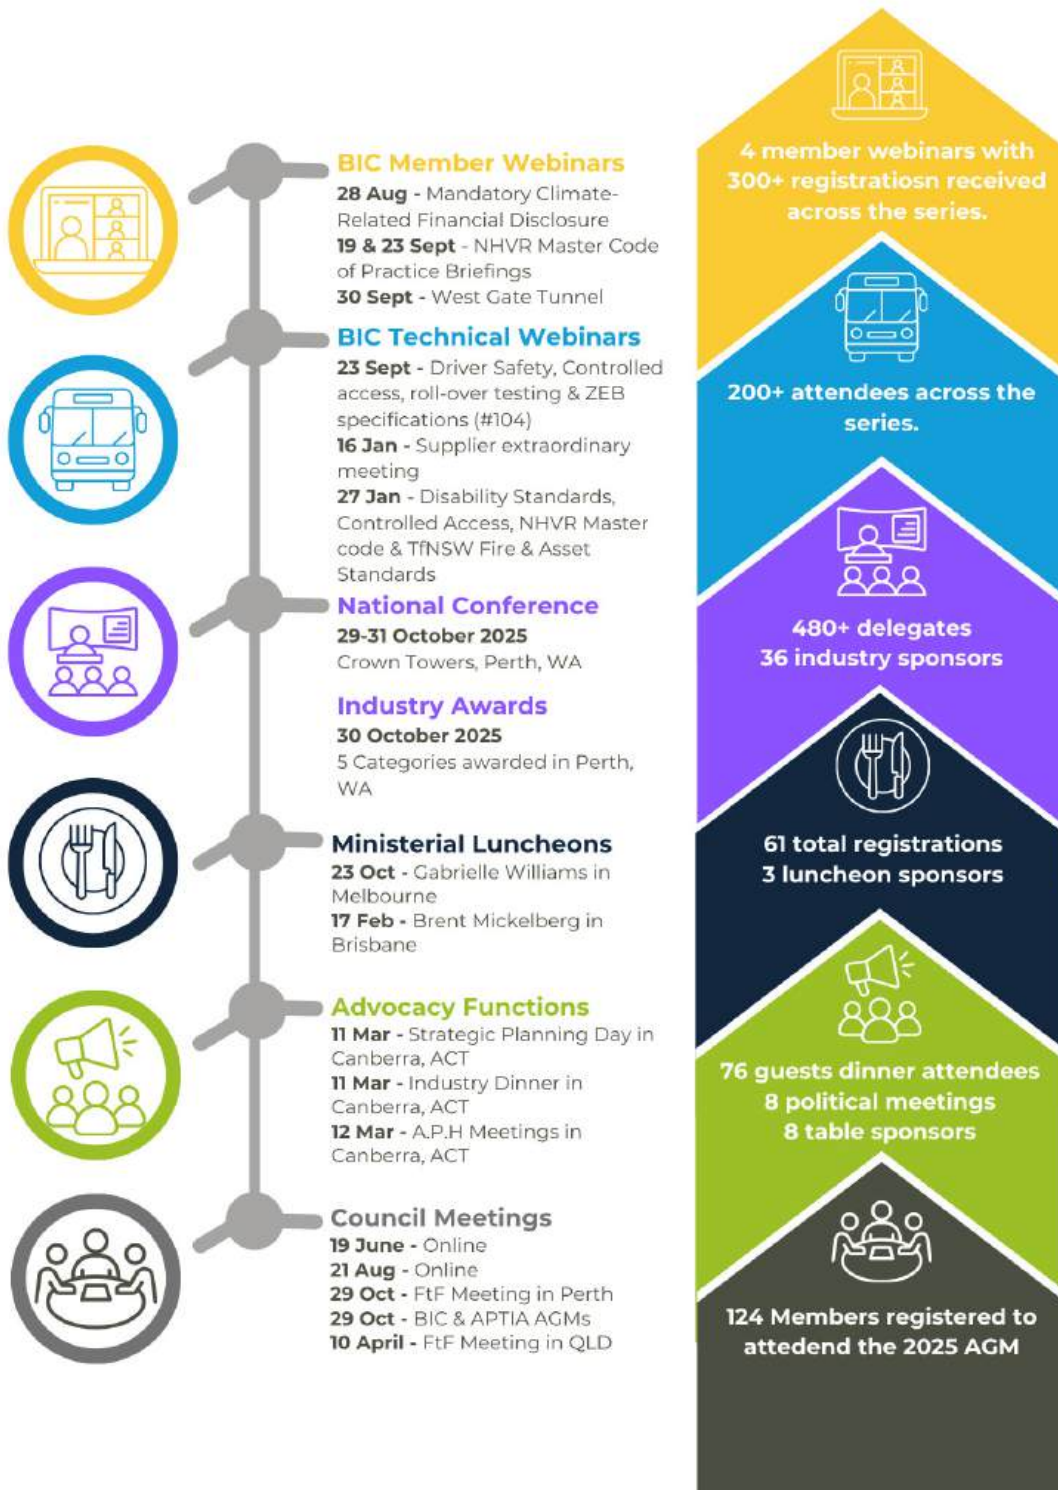 BIC Member Webinars
28 Aug - Mandatory Climate-
Related Financial Disclosure
19 & 23 Sept - NHVR Master Code
of Practice Briefings
30 Sept - West Gate Tunnel
BIC Technical Webinars
23 Sept - Driver Safety, Controlled
access, roll-over testing & ZEB
specifications (#104)
16 Jan - Supplier extraordinary
meeting
27 Jan - Disability Standards,
Controlled Access, NHVR Master
code & TfNSW Fire & Asset
Standards
National Conference
29-31 October 2025
Crown Towers, Perth, WA
Industry Awards
30 October 2025
5 Categories awarded in Perth,
WA
Ministerial Luncheons
23 Oct - Gabrielle Williams in
Melbourne
17 Feb - Brent Mickelberg in
Brisbane
Advocacy Functions
11 Mar - Strategic Planning Day in
Canberra, ACT
11 Mar - Industry Dinner in
Canberra, ACT
12 Mar - A.P.H Meetings in
Canberra, ACT
Council Meetings
19 June - Online
21 Aug - Online
29 Oct - FtF Meeting in Perth
29 Oct - BIC & APTIA AGMs
10 April - FtF Meeting in QLD
4 member webinars with
300+ registratiosn received
across the series.
200+ attendees across the
series.
480+ delegates
36 industry sponsors
61 total registrations
3 luncheon sponsors
76 guests dinner attendees
8 political meetings
8 table sponsors
124 Members registered to
attedend the 2025 AGM